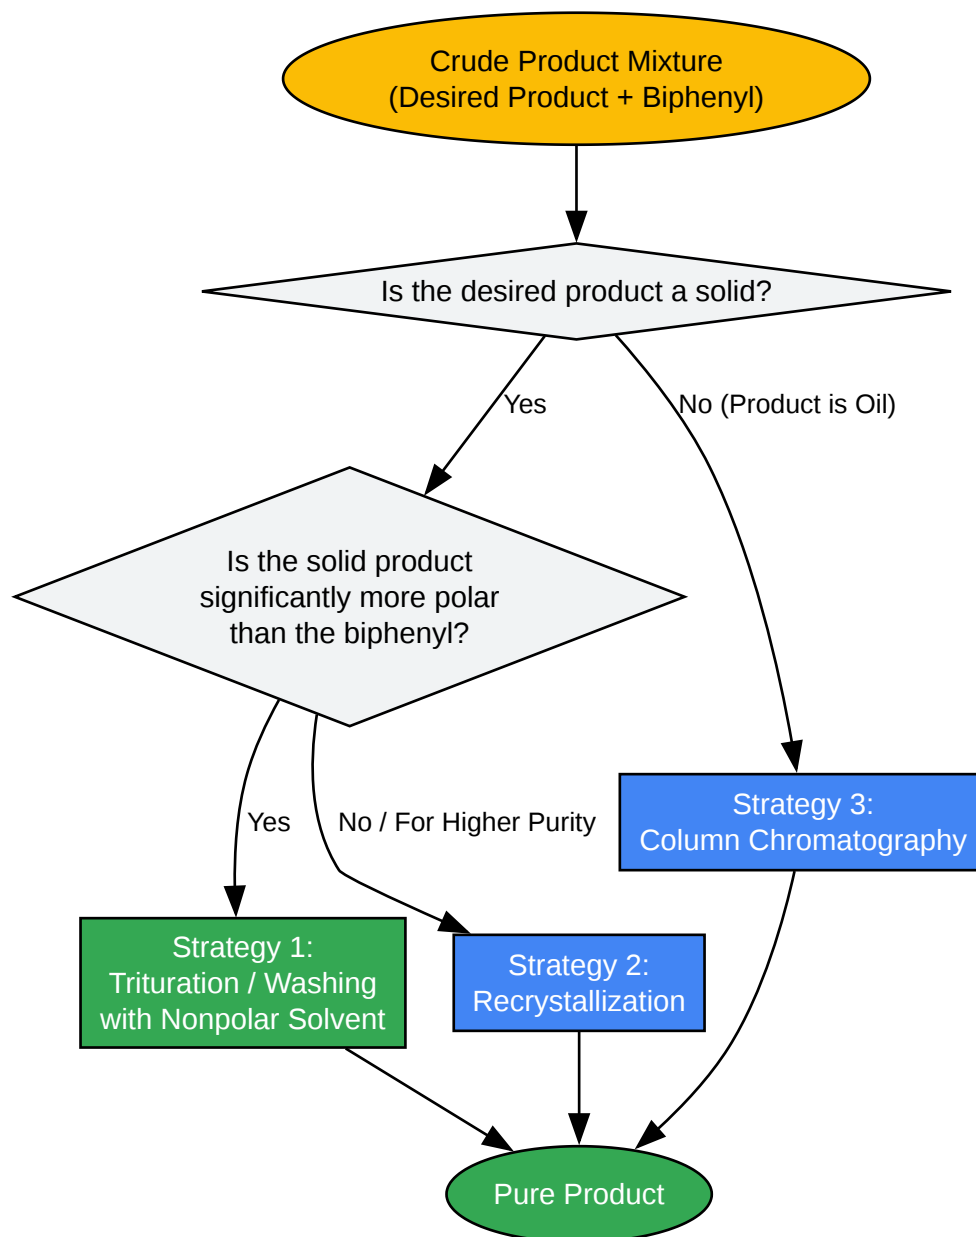 Crude Product Mixture
(Desired Product + Biphenyl)
Is the desired product a solid?
Yes
No (Product is Oil)
Is the solid product
significantly more polar
than the biphenyl?
Yes
No / For Higher Purity
Strategy 3:
Column Chromatography
Strategy 1:
Trituration / Washing
with Nonpolar Solvent
Strategy 2:
Recrystallization
Pure Product